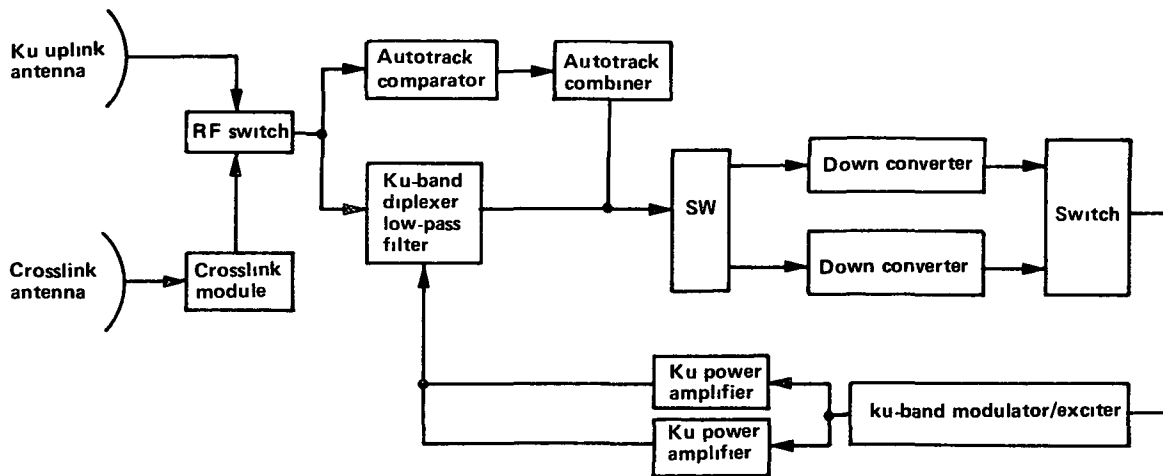 Ku uplink
antenna
RF switch
Crosslink
antenna
Crosslink
module
Autotrack
comparator
Autotrack
combiner
Ku-band
diplexer
low-pass
filter
SW
Down converter
Down converter
Switch
Ku power
amplifier
Ku power
amplifier
ku-band modulator/exciter